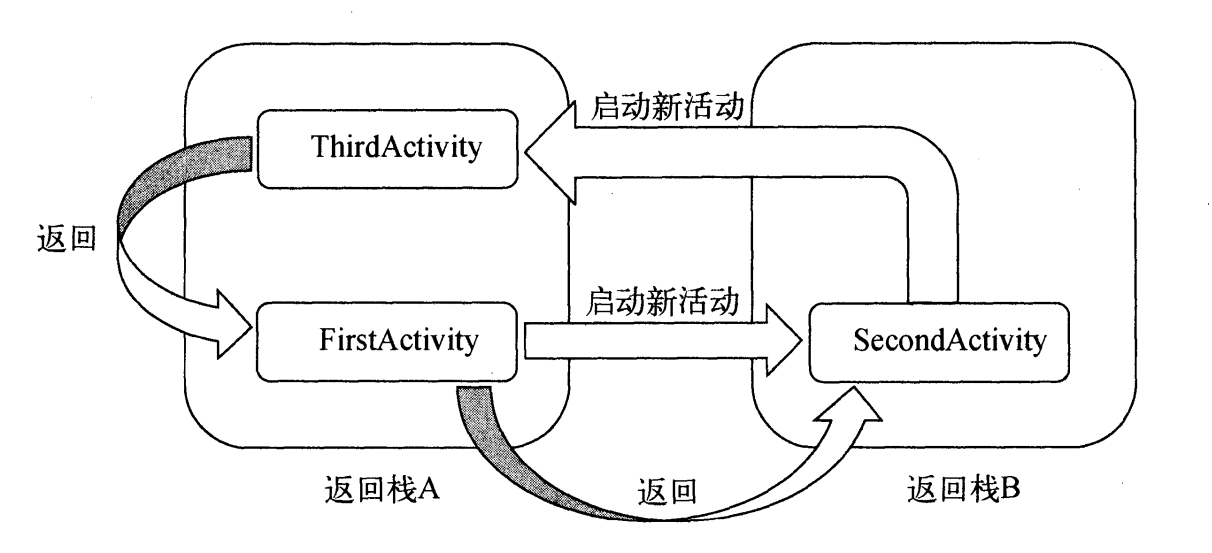 启动新活动
ThirdActivity
返回
启动新活动
FirstActivity
SecondActivity
返回栈A
返回
返回栈B